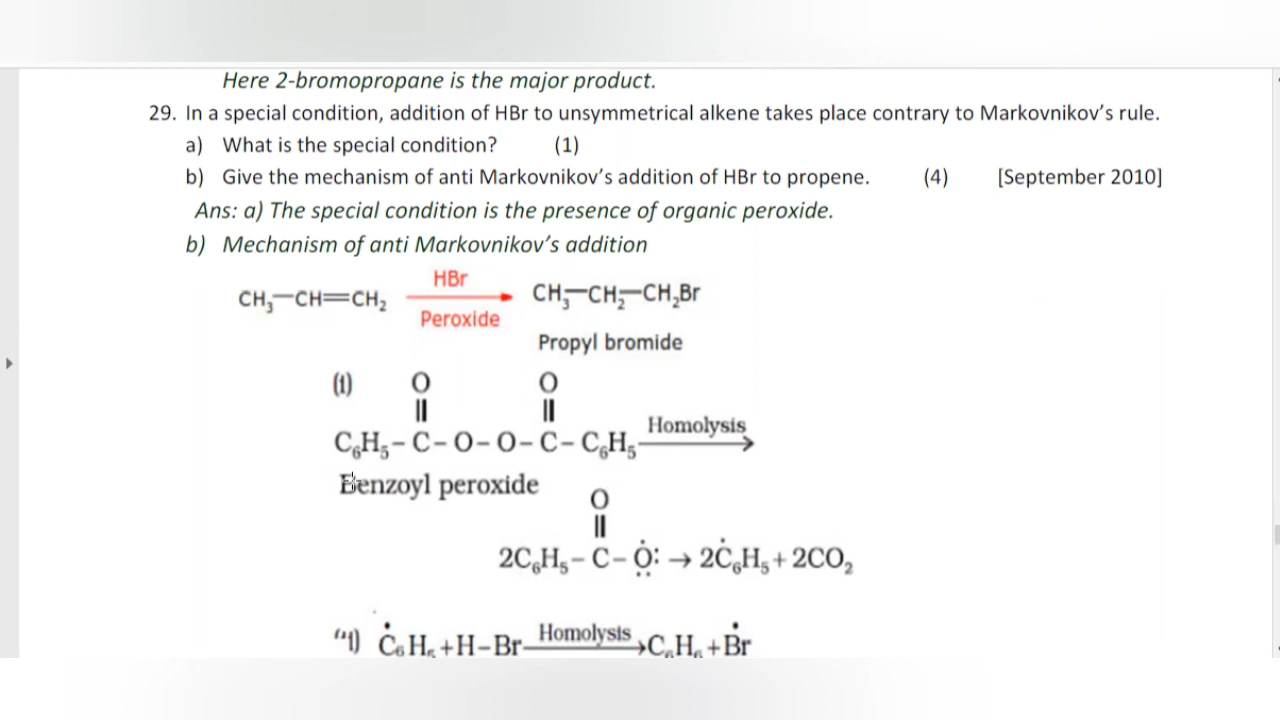 Here 2-bromopropane is the major product.
29. In a special condition, addition of HBr to unsymmetrical alkene takes place contrary to Markovnikov's rule.
a) What is the special condition? (1)
b) Give the mechanism of anti Markovnikov's addition of HBr to propene. (4) [September 2010]
Ans: a) The special condition is the presence of organic peroxide.
b) Mechanism of anti Markovnikov's addition
HBr
CH₃—CH=CH₂ → CH₃—CH₂—CH₂Br
Peroxide
Propyl bromide
(1) O O
|| ||
C₆H₅–C–O–O–C–C₆H₅ Homolysis →
Benzoyl peroxide
O
||
2C₆H₅–C–Ȯ: → 2Ċ₆H₅ + 2CO₂
Ċ₆H₅ + H–Br Homolysis → C₆H₆ + Ḃr